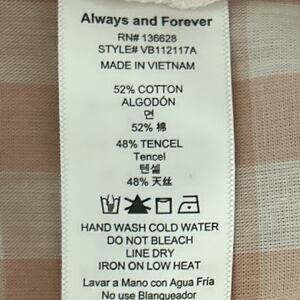 Always and Forever
RN# 136628
STYLE# VB112117A
MADE IN VIETNAM
52% COTTON
ALGODÓN
면
52% 棉
48% TENCEL
Tencel
텐셀
48% 天丝
HAND WASH COLD WATER
DO NOT BLEACH
LINE DRY
IRON ON LOW HEAT
Lavar a Mano con Agua Fría
No use Blanqueador